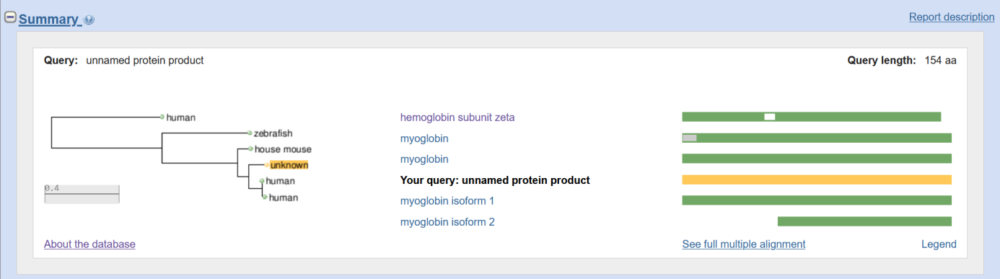 Summary
Report description
Query: unnamed protein product
Query length: 154 aa
human
hemoglobin subunit zeta
zebrafish
myoglobin
house mouse
myoglobin
unknown
Your query: unnamed protein product
human
myoglobin isoform 1
0.4
human
myoglobin isoform 2
About the database
See full multiple alignment
Legend